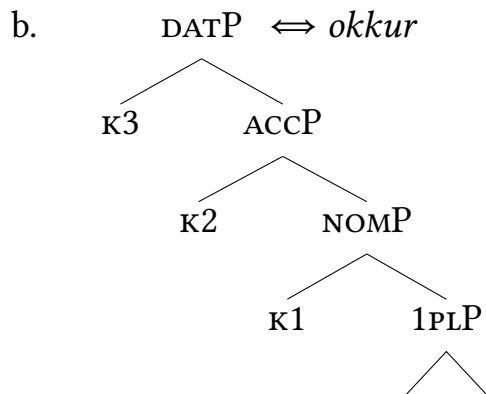 b. DATP ⇔ okkur
K3 ACCP
K2 NOMP
K1 1PLP